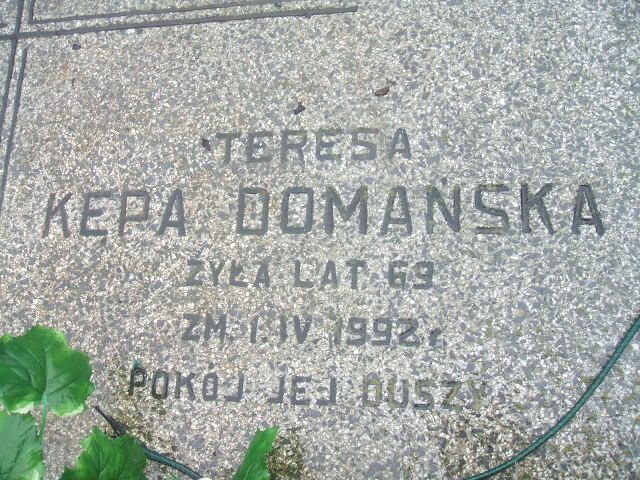 TERESA
KĘPA DOMAŃSKA
ŻYŁA LAT 69
ZM. 1. IV. 1992 r.
POKÓJ JEJ DUSZY